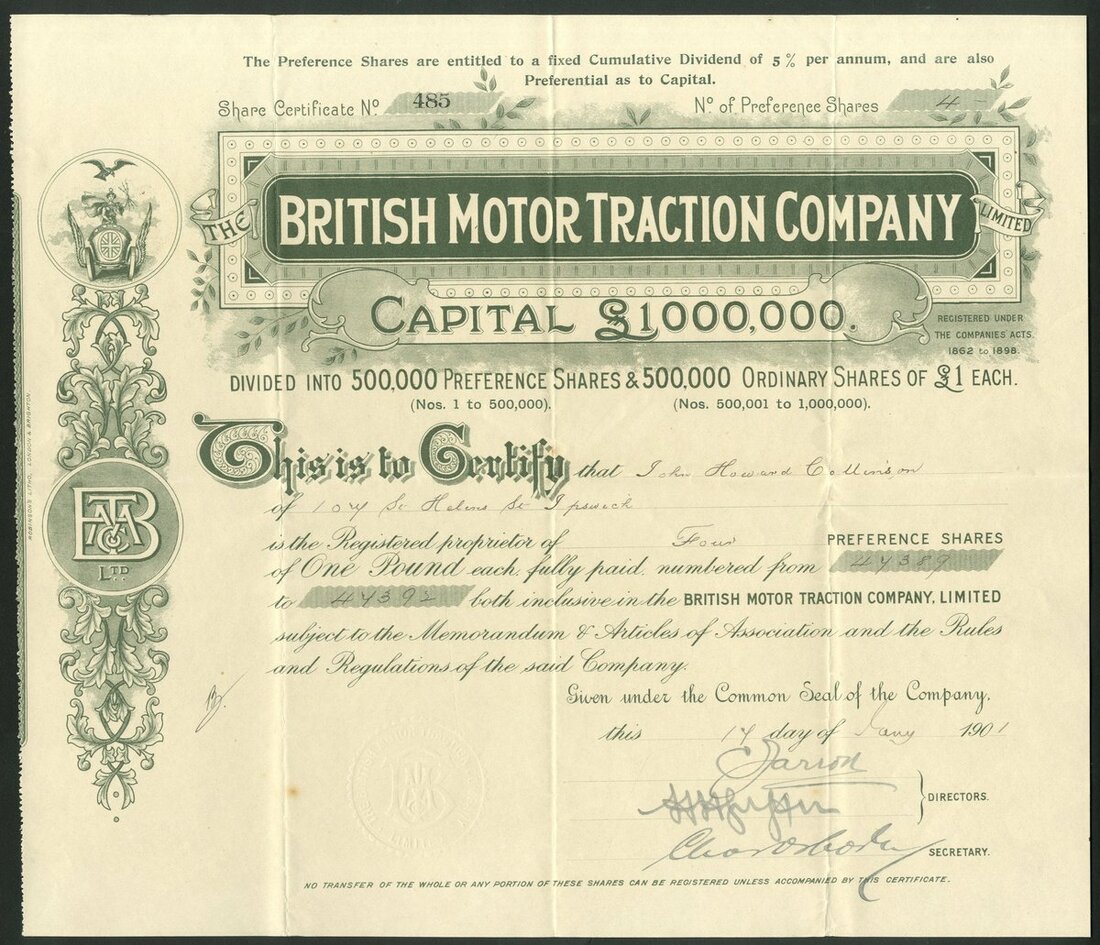 The Preference Shares are entitled to a fixed Cumulative Dividend of 5% per annum, and are also
Preferential as to Capital.
Share Certificate No. 485 No. of Preference Shares 4
THE BRITISH MOTOR TRACTION COMPANY LIMITED
CAPITAL £1000,000.
REGISTERED UNDER
THE COMPANIES ACTS.
1862 to 1898.
DIVIDED INTO 500,000 PREFERENCE SHARES & 500,000 ORDINARY SHARES OF £1 EACH.
(Nos. 1 to 500,000). (Nos. 500,001 to 1,000,000).
This is to Certify that John Howard Collinson
of St Helens St Ipswich
is the Registered proprietor of Four PREFERENCE SHARES
of One Pound each, fully paid, numbered from 44389
to 44392 both inclusive in the BRITISH MOTOR TRACTION COMPANY, LIMITED
subject to the Memorandum & Articles of Association and the Rules
and Regulations of the said Company.
Given under the Common Seal of the Company,
this day of Jany 1901
DIRECTORS.
SECRETARY.
NO TRANSFER OF THE WHOLE OR ANY PORTION OF THESE SHARES CAN BE REGISTERED UNLESS ACCOMPANIED BY THIS CERTIFICATE.
LTD
ROBINSONS LITHO, LONDON & BRIGHTON.